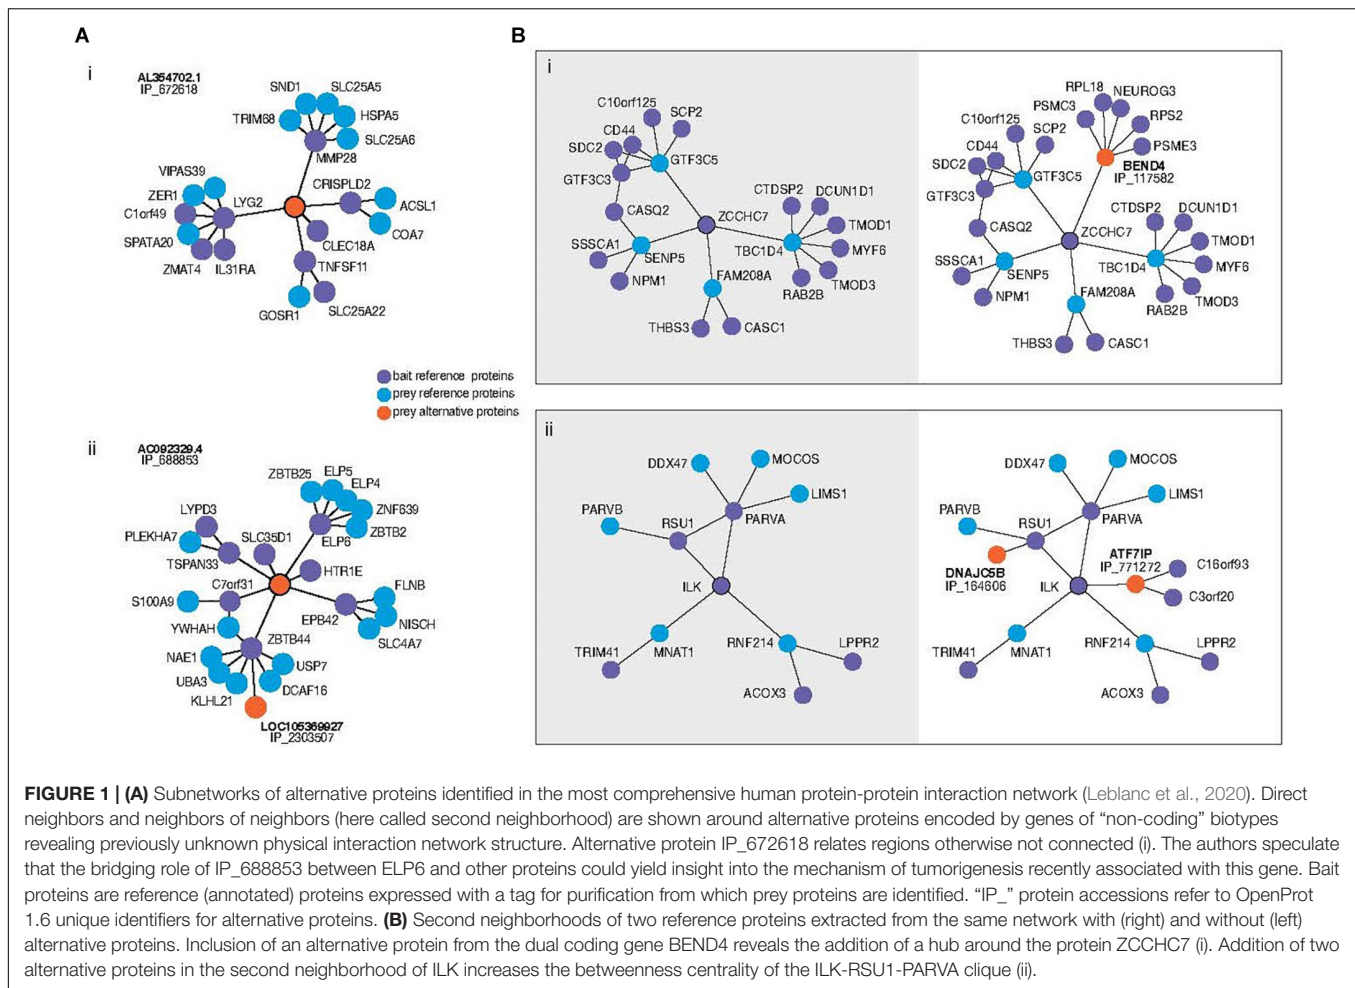 A
B
i
AL354702.1
IP_672618
SND1
SLC25A5
TRIM68
HSPA5
SLC25A6
MMP28
VIPAS39
CRISPLD2
ZER1
LYG2
ACSL1
C1orf49
CLEC18A
COA7
SPATA20
TNFSF11
ZMAT4
IL31RA
GOSR1
SLC25A22
bait reference proteins
prey reference proteins
prey alternative proteins
ii
AC092329.4
IP_688853
ZBTB25
ELP5
ELP4
LYPD3
ZNF639
PLEKHA7
SLC35D1
ZBTB2
ELP6
TSPAN33
HTR1E
C7orf31
FLNB
S100A9
EPB42
NISCH
YWHAH
ZBTB44
SLC4A7
NAE1
USP7
UBA3
DCAF16
KLHL21
LOC105369927
IP_2303507
i
C10orf125
SCP2
CD44
SDC2
GTF3C5
GTF3C3
CTDSP2
DCUN1D1
CASQ2
ZCCHC7
TMOD1
SSSCA1
TBC1D4
MYF6
SENP5
FAM208A
TMOD3
NPM1
RAB2B
THBS3
CASC1
RPL18
NEUROG3
PSMC3
C10orf125
RPS2
SCP2
CD44
PSME3
SDC2
BEND4
GTF3C5
IP_117582
GTF3C3
CTDSP2
DCUN1D1
CASQ2
ZCCHC7
TMOD1
SSSCA1
TBC1D4
MYF6
SENP5
FAM208A
TMOD3
NPM1
RAB2B
THBS3
CASC1
ii
DDX47
MOCOS
LIMS1
PARVB
RSU1
PARVA
ILK
TRIM41
MNAT1
RNF214
LPPR2
ACOX3
DDX47
MOCOS
LIMS1
PARVB
RSU1
PARVA
ATF7IP
DNAJC5B
IP_771272
C16orf93
IP_164606
ILK
C3orf20
TRIM41
MNAT1
RNF214
LPPR2
ACOX3
FIGURE 1 | (A) Subnetworks of alternative proteins identified in the most comprehensive human protein-protein interaction network (Leblanc et al., 2020). Direct
neighbors and neighbors of neighbors (here called second neighborhood) are shown around alternative proteins encoded by genes of “non-coding” biotypes
revealing previously unknown physical interaction network structure. Alternative protein IP_672618 relates regions otherwise not connected (i). The authors speculate
that the bridging role of IP_688853 between ELP6 and other proteins could yield insight into the mechanism of tumorigenesis recently associated with this gene. Bait
proteins are reference (annotated) proteins expressed with a tag for purification from which prey proteins are identified. “IP_” protein accessions refer to OpenProt
1.6 unique identifiers for alternative proteins. (B) Second neighborhoods of two reference proteins extracted from the same network with (right) and without (left)
alternative proteins. Inclusion of an alternative protein from the dual coding gene BEND4 reveals the addition of a hub around the protein ZCCHC7 (i). Addition of two
alternative proteins in the second neighborhood of ILK increases the betweenness centrality of the ILK-RSU1-PARVA clique (ii).